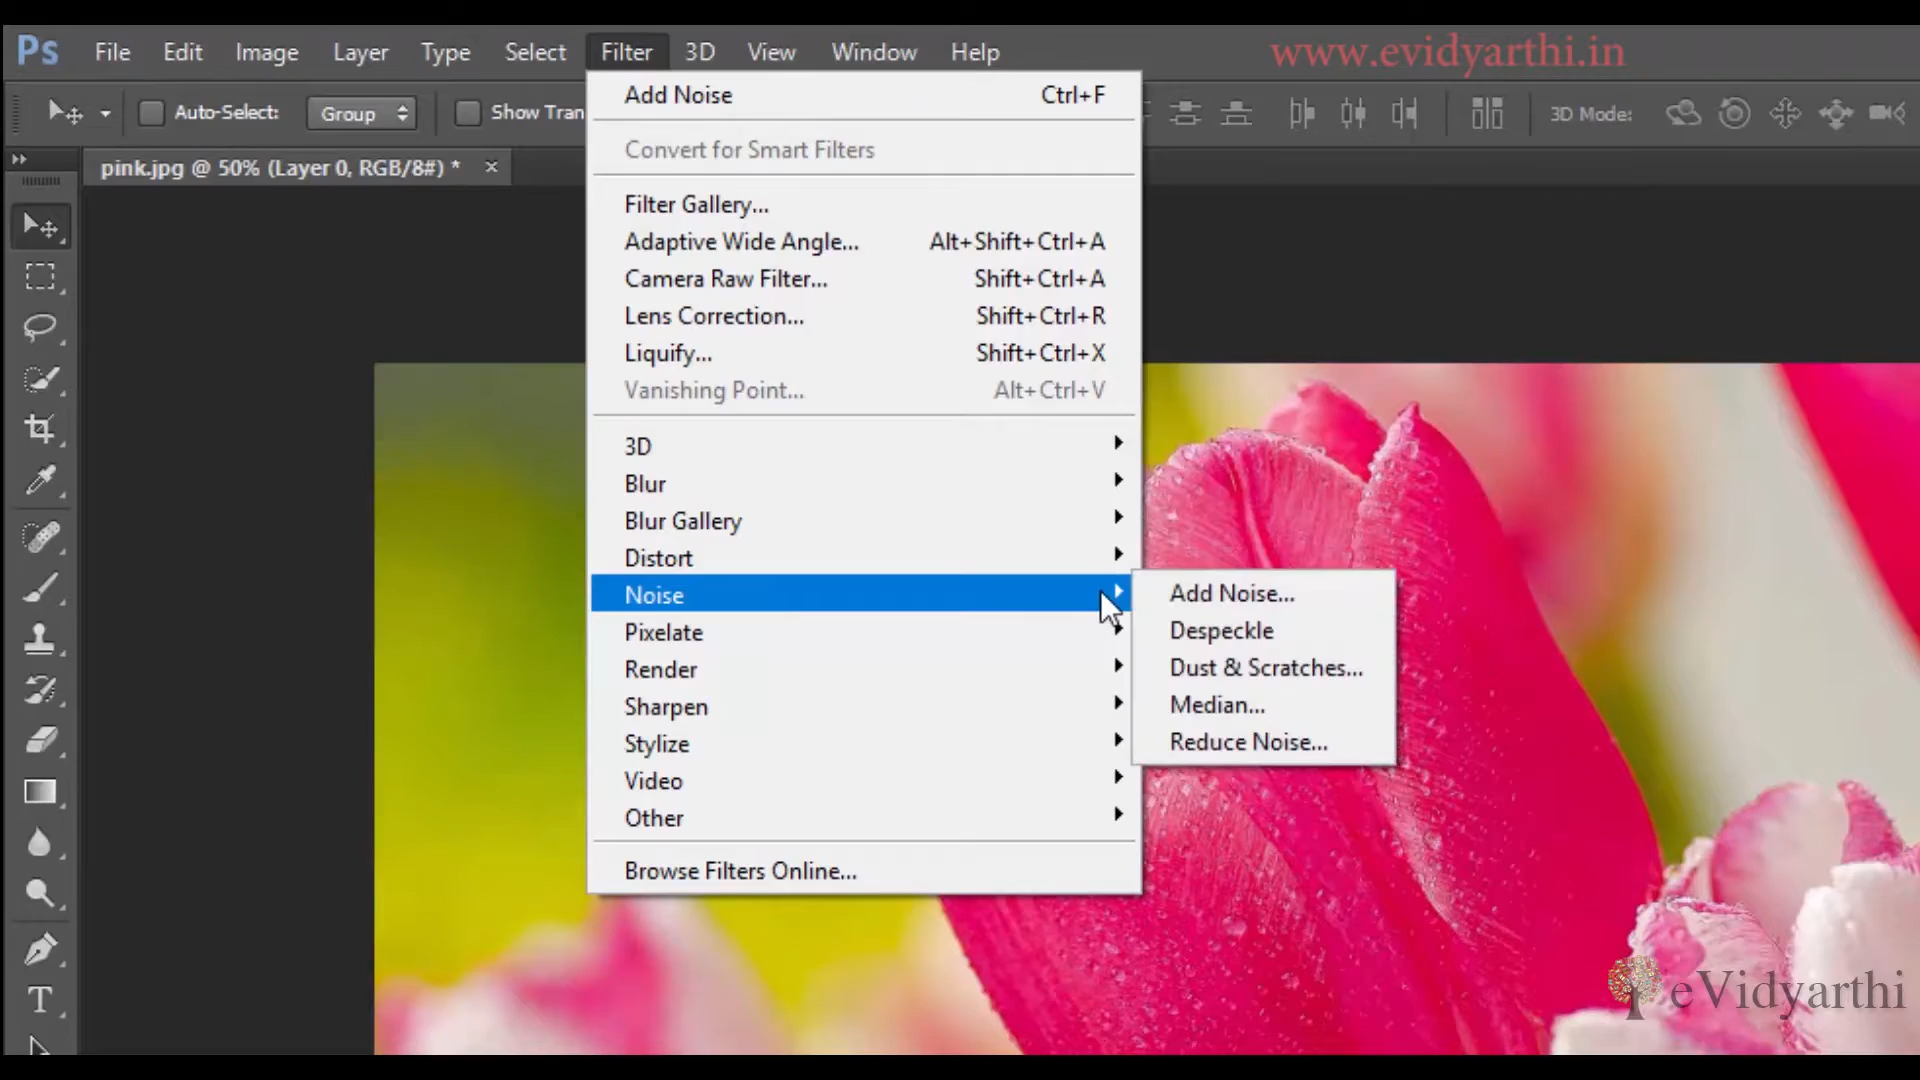 Ps File Edit Image Layer Type Select Filter 3D View Window Help
www.evidyarthi.in
Auto-Select: Group Show Tran 3D Mode:
pink.jpg @ 50% (Layer 0, RGB/8#) * ×
Add Noise Ctrl+F
Convert for Smart Filters
Filter Gallery...
Adaptive Wide Angle... Alt+Shift+Ctrl+A
Camera Raw Filter... Shift+Ctrl+A
Lens Correction... Shift+Ctrl+R
Liquify... Shift+Ctrl+X
Vanishing Point... Alt+Ctrl+V
3D
Blur
Blur Gallery
Distort
Noise
Pixelate
Render
Sharpen
Stylize
Video
Other
Browse Filters Online...
Add Noise...
Despeckle
Dust & Scratches...
Median...
Reduce Noise...
T
eVidyarthi